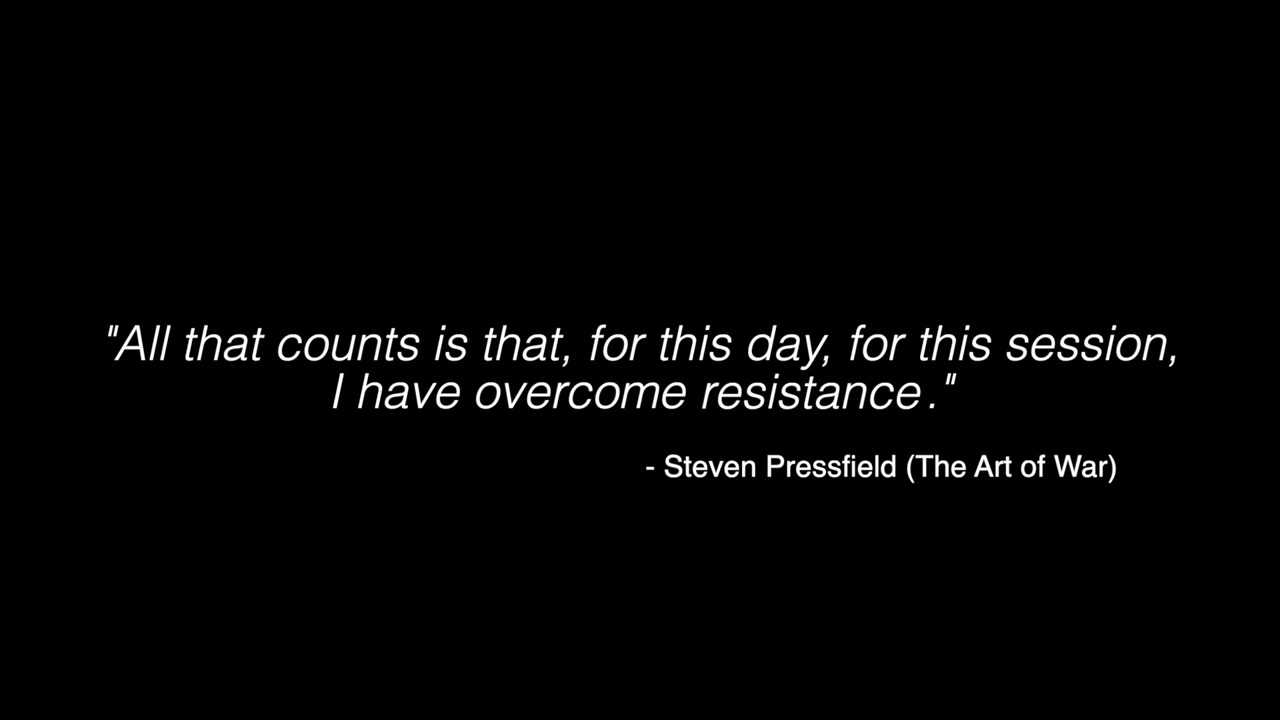 "All that counts is that, for this day, for this session,
I have overcome resistance."
- Steven Pressfield (The Art of War)